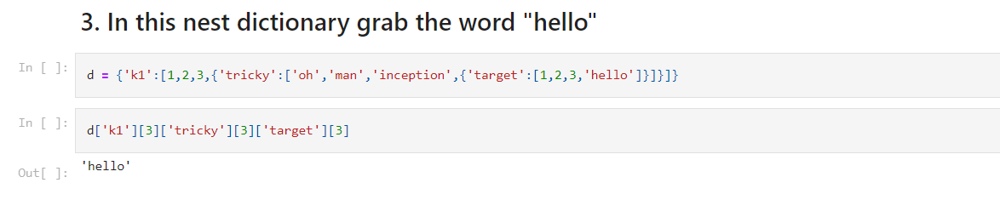 3. In this nest dictionary grab the word "hello"
In [ ]: d = {'k1':[1,2,3,{'tricky':['oh','man','inception',{'target':[1,2,3,'hello']}]}]}
In [ ]: d['k1'][3]['tricky'][3]['target'][3]
Out[ ]: 'hello'